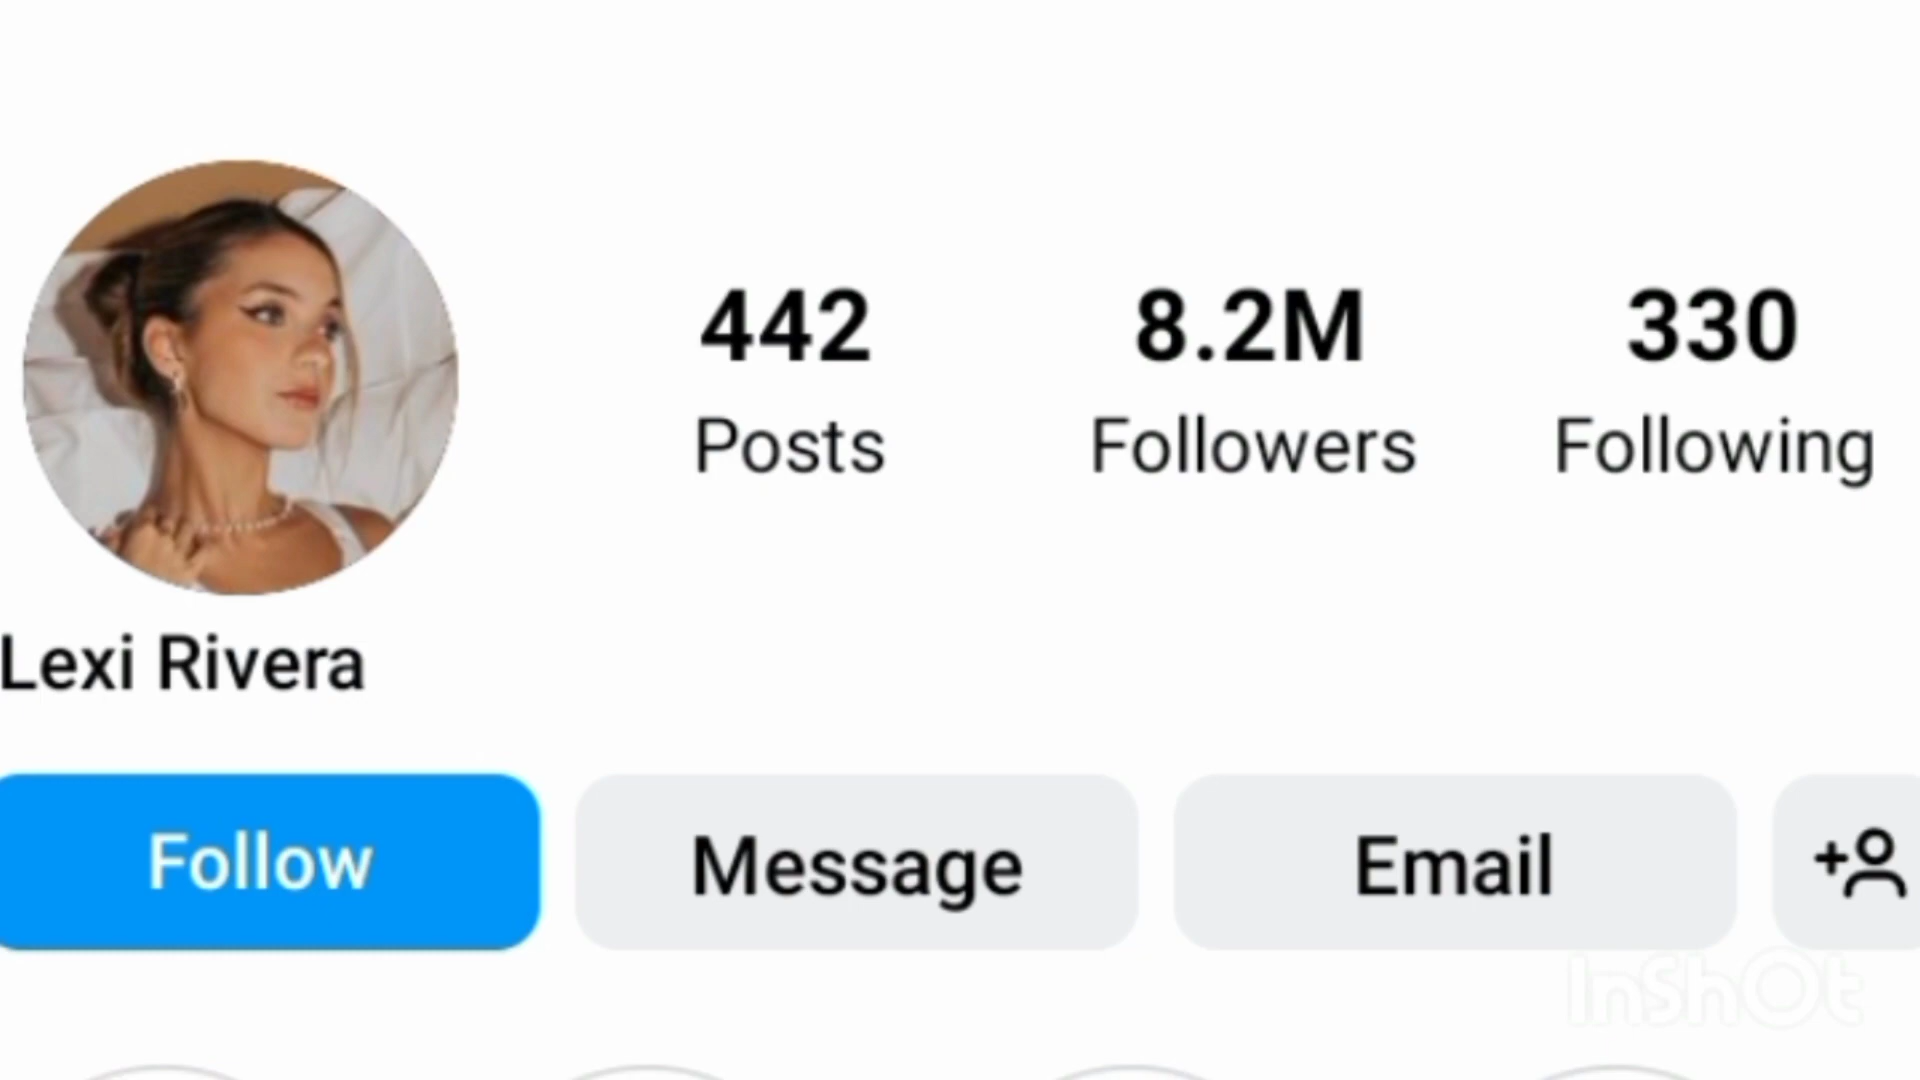 442 8.2M 330
Posts Followers Following
Lexi Rivera
Follow Message Email
InShOt